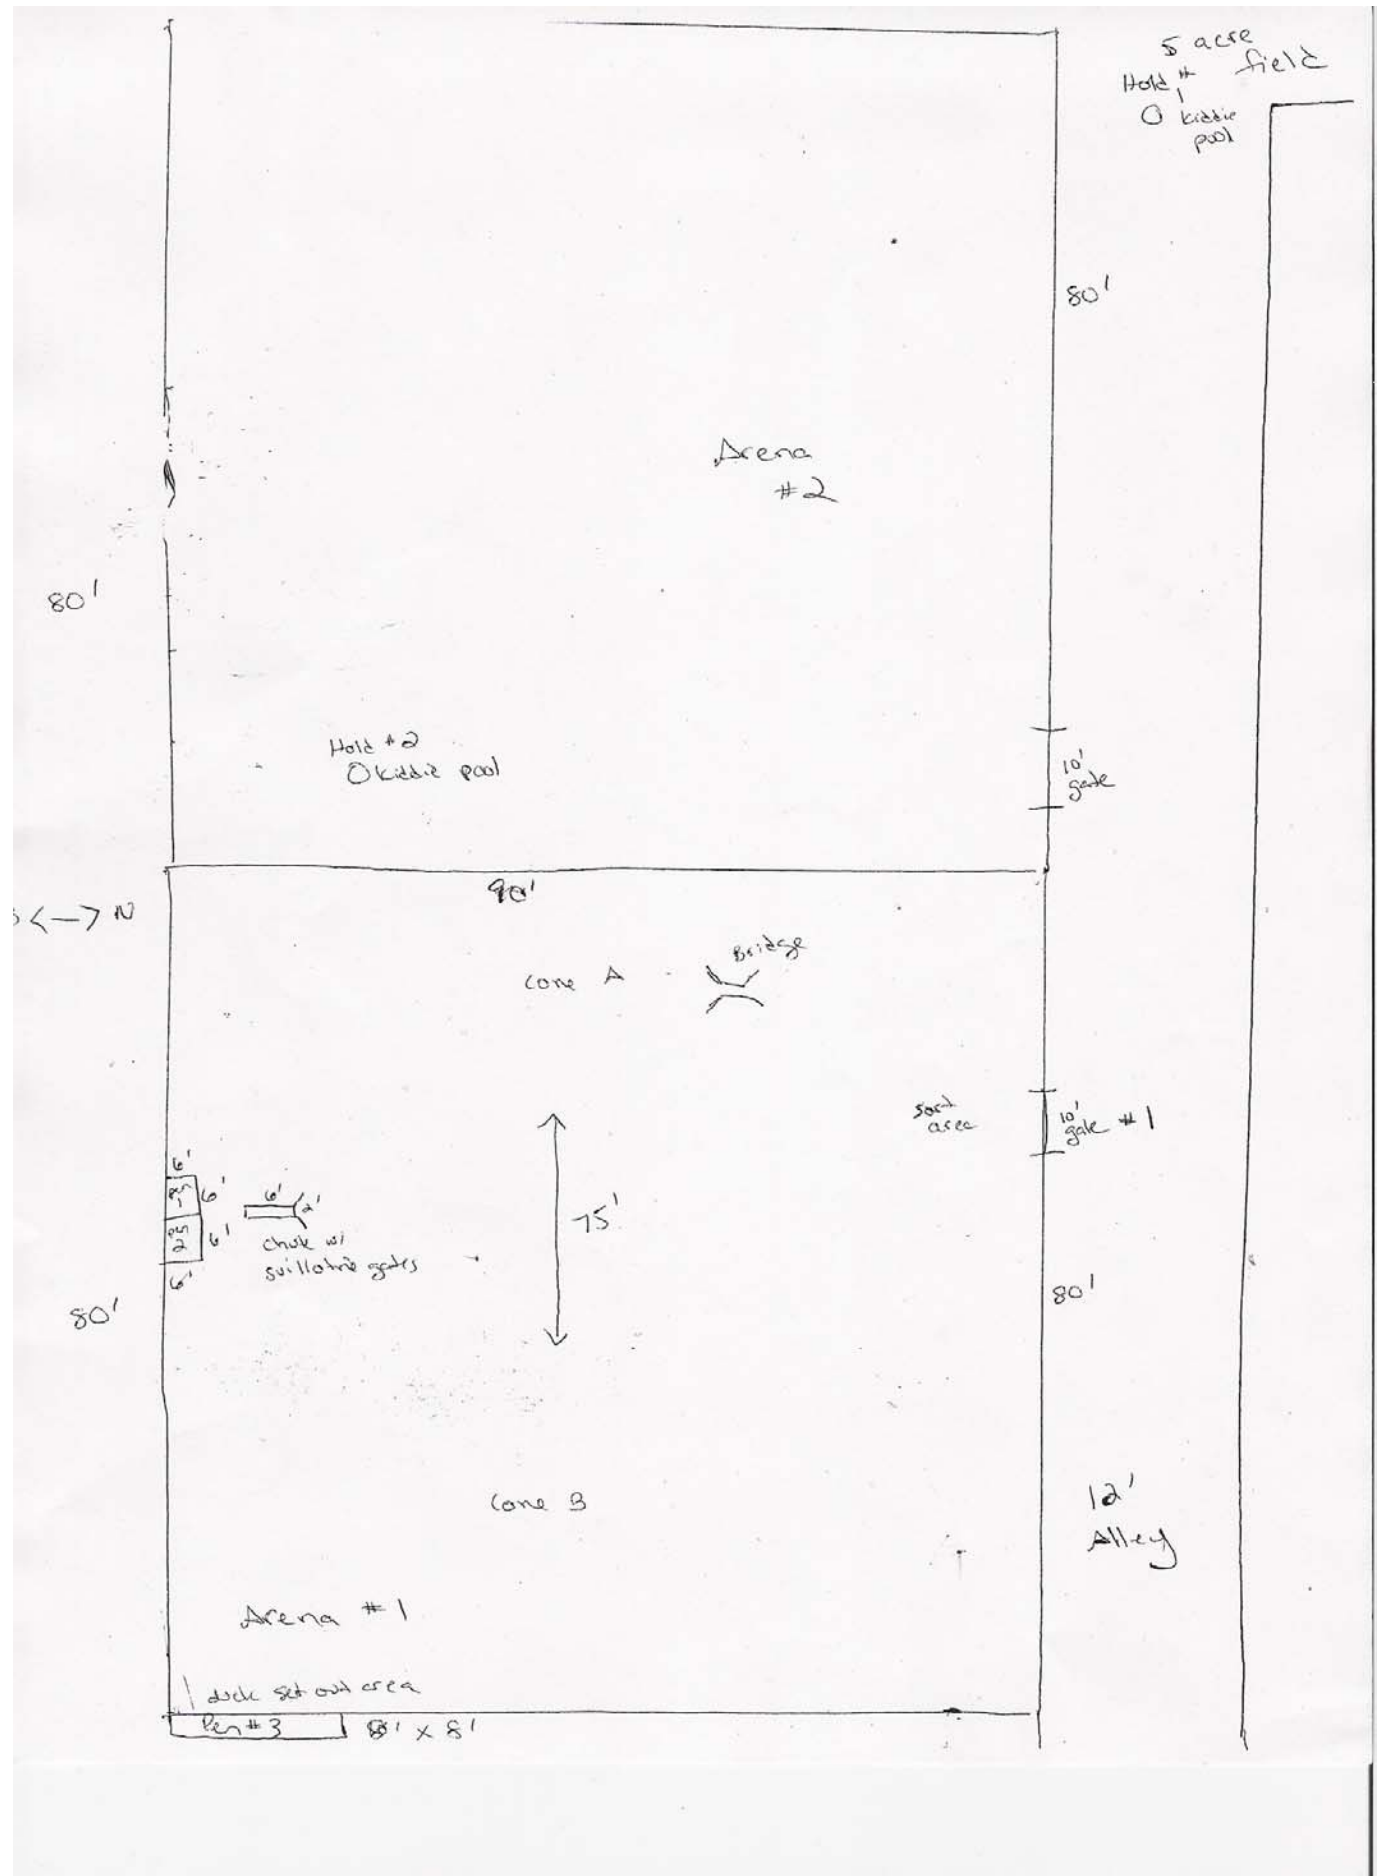 5 acre
field
Hold #
1
O kiddie
pool
80'
Arena
#2
80'
Hold #2
O kiddie pool
10'
gate
90'
S <-> N
Bridge
Cone A
sort
area
10'
gate #1
6'
pen
1
6'
6'
2'
pen
2
6'
6'
chute w/
guillotine gates
75'
80'
80'
Cone B
12'
Alley
Arena #1
duck set out area
Pen #3
8' x 8'